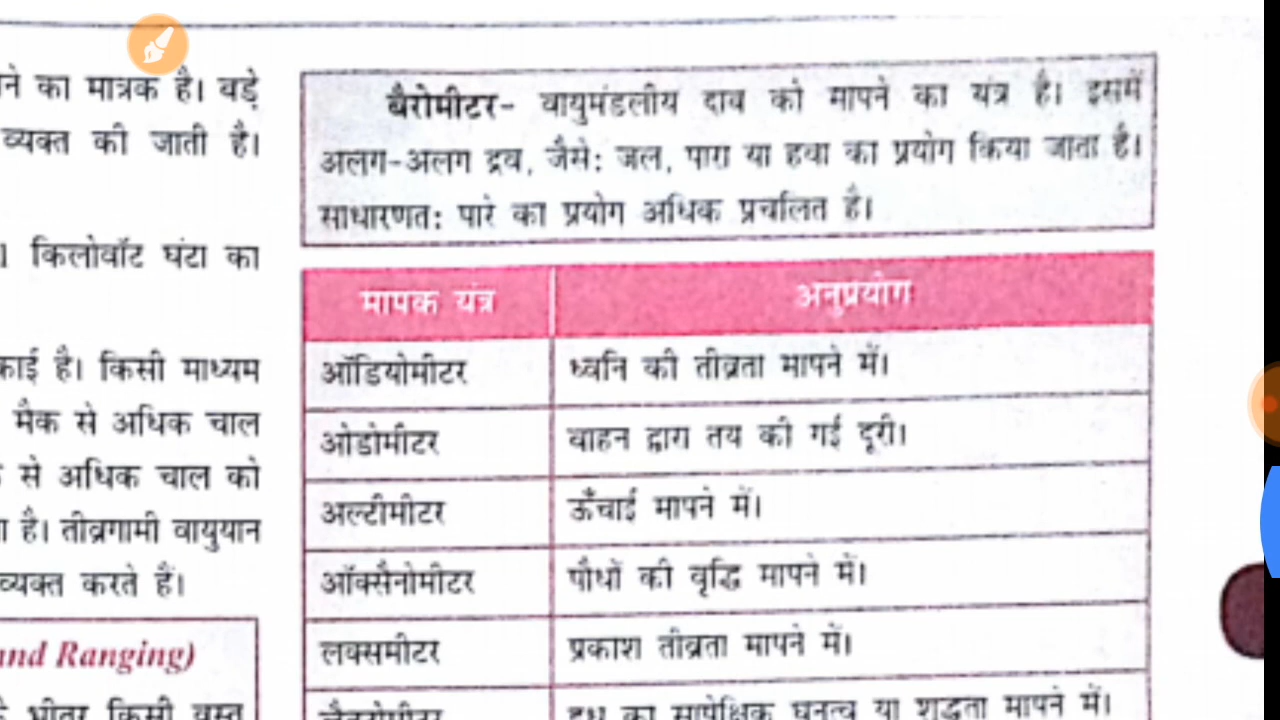 ने का मात्रक है। बड़े
व्यक्त की जाती है।
किलोवॉट घंटा का
काई है। किसी माध्यम
मैक से अधिक चाल
से अधिक चाल को
है। तीव्रगामी वायुयान
व्यक्त करते हैं।
and Ranging)
भीतर किसी वस्तु
बैरोमीटर- वायुमंडलीय दाब को मापने का यंत्र है। इसमें
अलग-अलग द्रव, जैसे: जल, पारा या हवा का प्रयोग किया जाता है।
साधारणत: पारे का प्रयोग अधिक प्रचलित है।
मापक यंत्र अनुप्रयोग
ऑडियोमीटर ध्वनि की तीव्रता मापने में।
ओडोमीटर वाहन द्वारा तय की गई दूरी।
अल्टीमीटर ऊँचाई मापने में।
ऑक्सैनोमीटर पौधों की वृद्धि मापने में।
लक्समीटर प्रकाश तीव्रता मापने में।
दूध का सापेक्षिक घनत्व या शुद्धता मापने में।